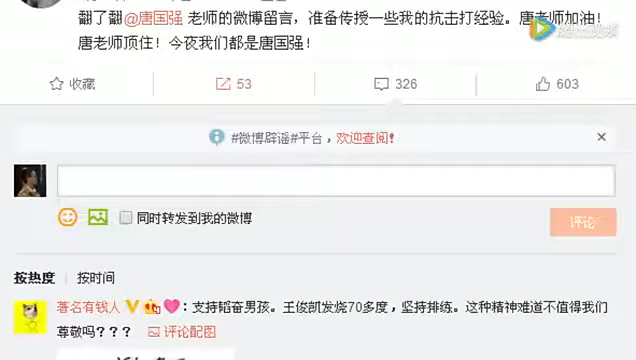 翻了翻@唐国强 老师的微博留言，准备传授一些我的抗击打经验。唐老师加油！
唐老师顶住！今夜我们都是唐国强！
收藏 53 326 603
#微博辟谣#平台，欢迎查阅！
同时转发到我的微博 评论
按热度 按时间
著名有钱人：支持韬奋男孩。王俊凯发烧70多度，坚持排练。这种精神难道不值得我们
尊敬吗？？？ 评论配图